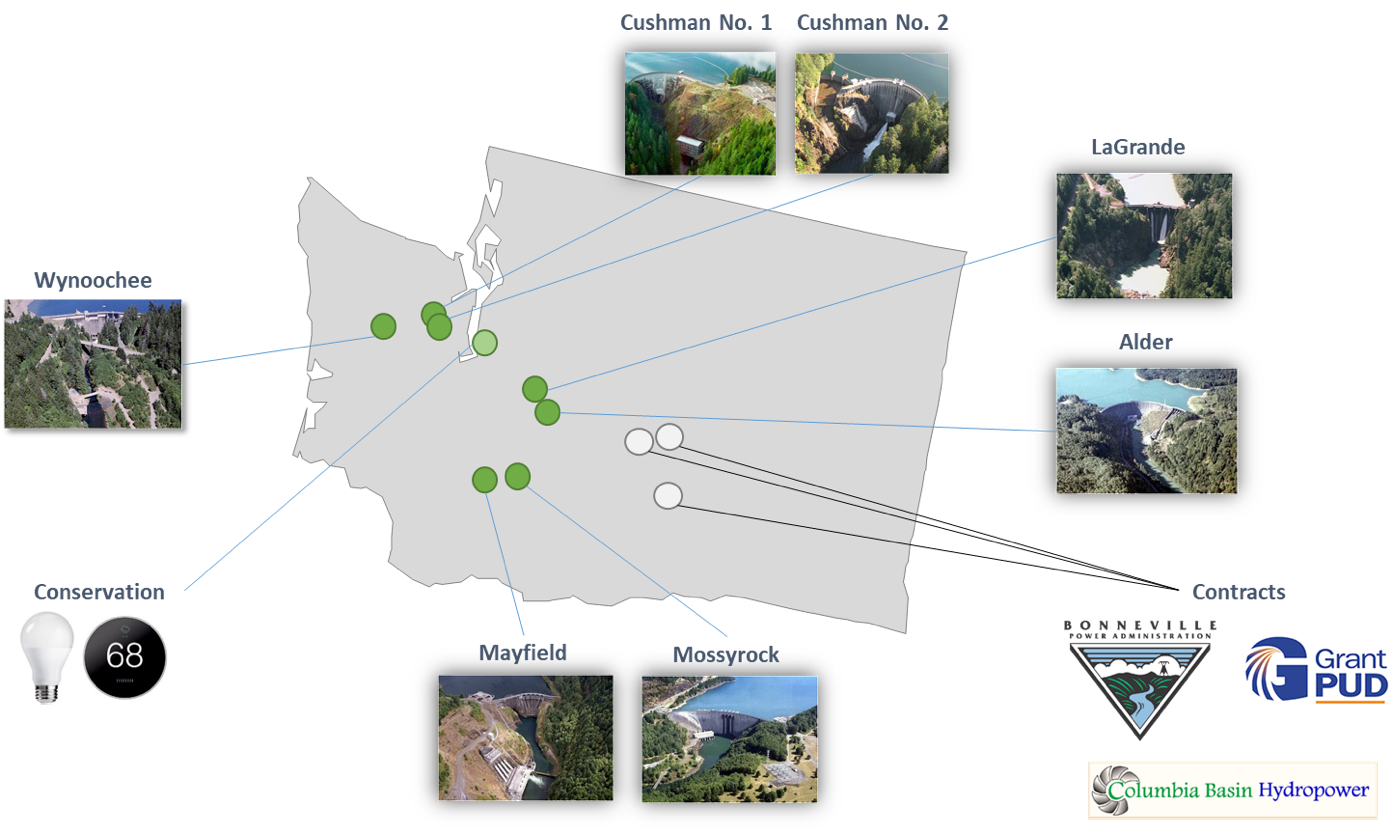 Cushman No. 1
Cushman No. 2
LaGrande
Wynoochee
Alder
Conservation
68
Contracts
BONNEVILLE
POWER ADMINISTRATION
Grant
PUD
Mayfield
Mossyrock
Columbia Basin Hydropower